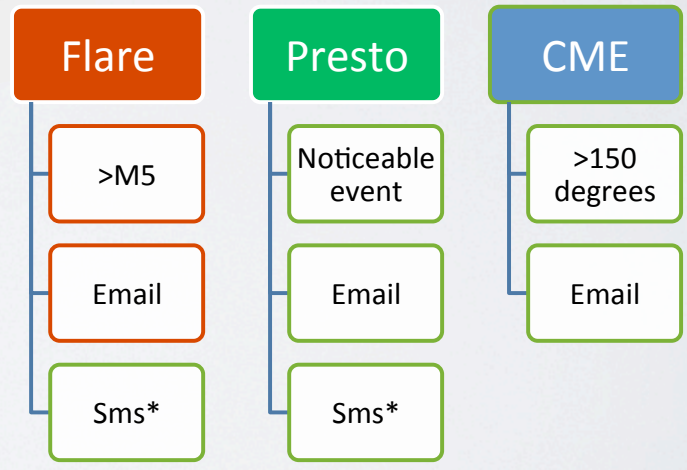 Flare
>M5
Email
Sms*
Presto
Noticeable
event
Email
Sms*
CME
>150
degrees
Email